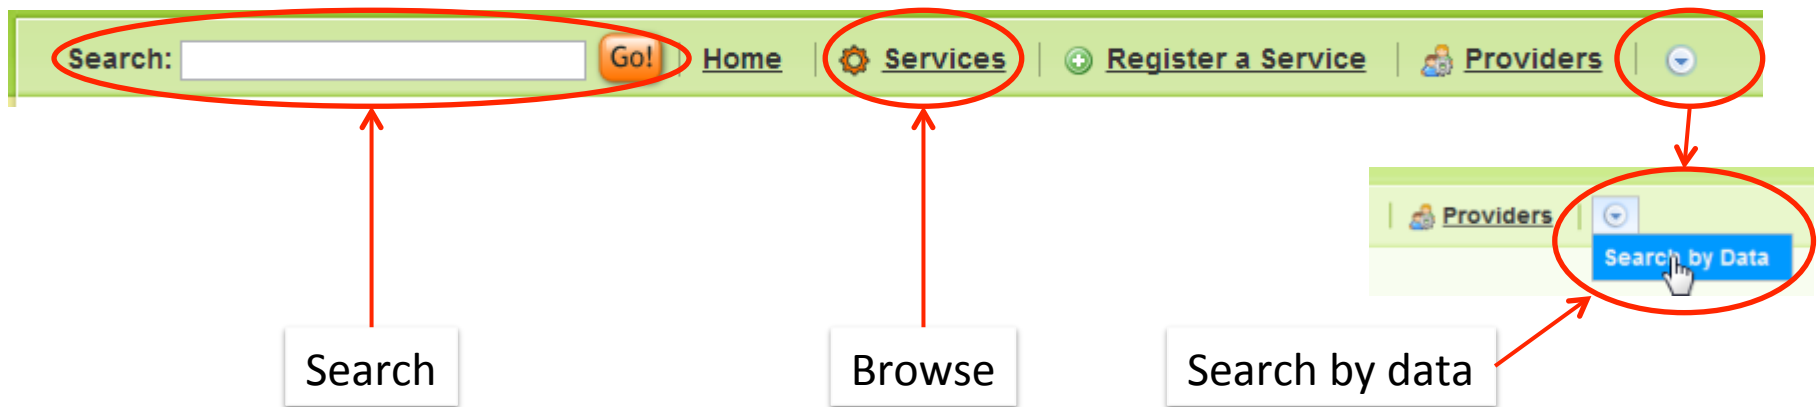 Search: Go! Home Services Register a Service Providers
Providers
Search by Data
Search Browse Search by data